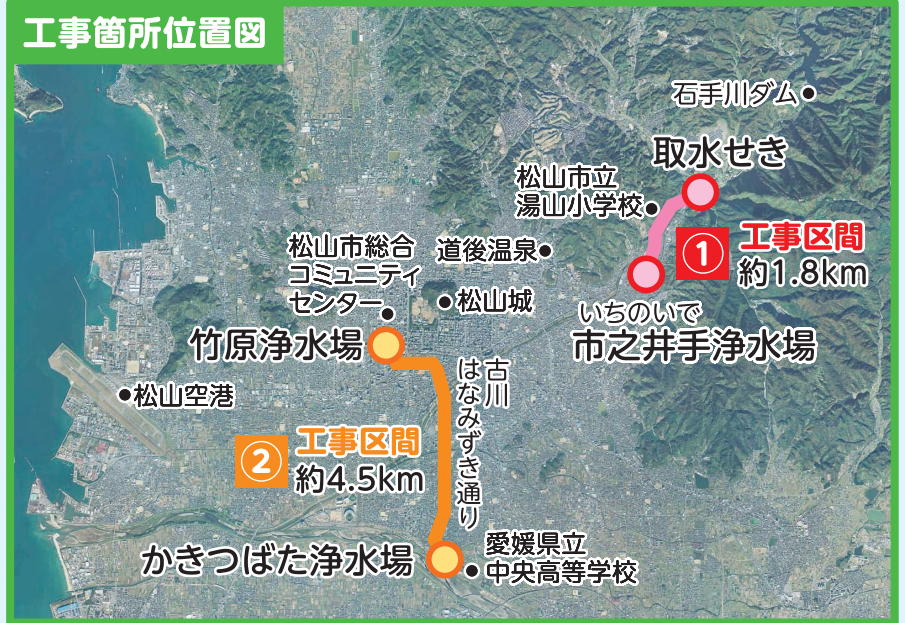 工事箇所位置図
石手川ダム
取水せき
松山市立
湯山小学校
①
工事区間
約1.8km
いちのいで
市之井手浄水場
道後温泉
松山市総合
コミュニティ
センター
松山城
竹原浄水場
古川
はなみずき通り
松山空港
②
工事区間
約4.5km
かきつばた浄水場
愛媛県立
中央高等学校